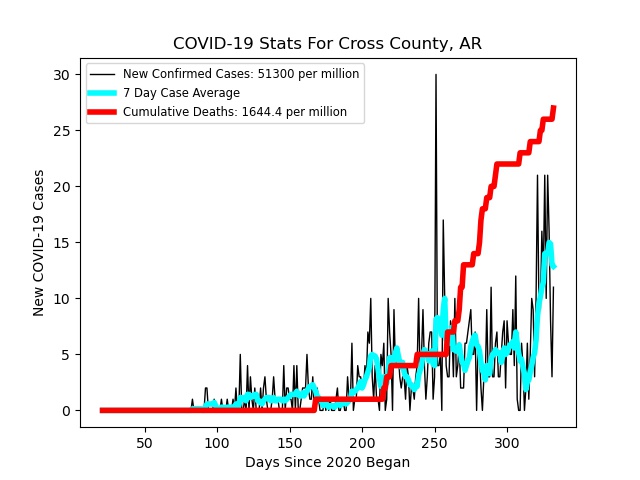 COVID-19 Stats For Cross County, AR
New Confirmed Cases: 51300 per million
7 Day Case Average
Cumulative Deaths: 1644.4 per million
New COVID-19 Cases
30
25
20
15
10
5
0
50 100 150 200 250 300
Days Since 2020 Began